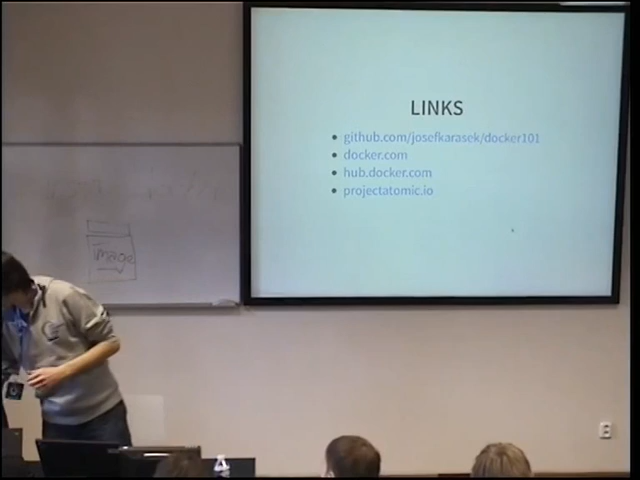 LINKS
github.com/josefkarasek/docker101
docker.com
hub.docker.com
projectatomic.io
image